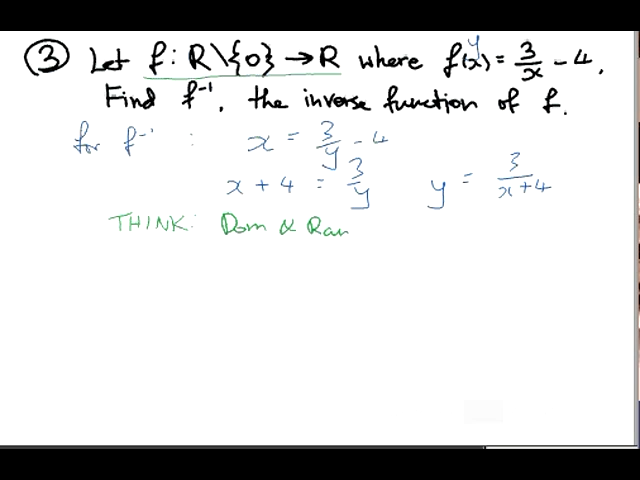 ③ Let f : R\{0} → R where f(x) = 3/x - 4.
y
Find f⁻¹, the inverse function of f.
for f⁻¹ : x = 3/y - 4
x + 4 = 3/y y = 3/(x+4)
THINK: Dom & Ran